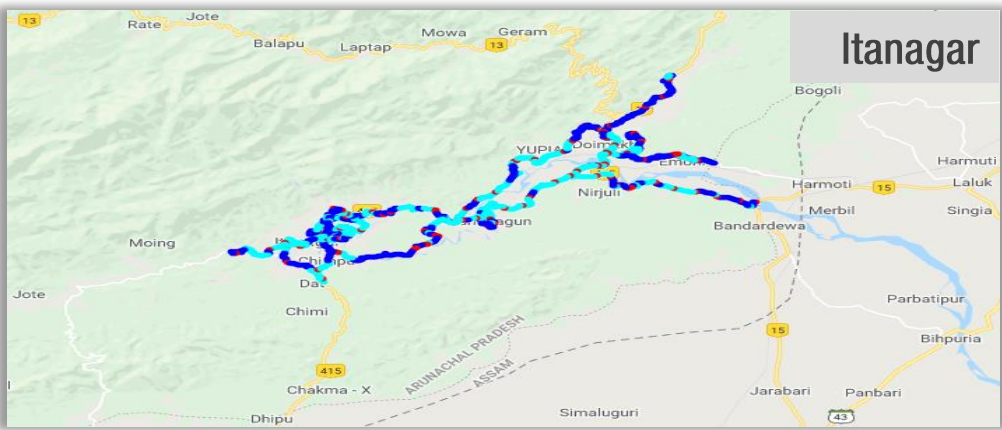 Itanagar
13
Jote
Rate
Balapu
Laptap
Mowa
Geram
13
Bogoli
YUPIA
Harmuti
Harmoti
15
Laluk
Nirjuli
Merbil
Singia
Bandardewa
Moing
Jote
Chimi
Parbatipur
15
Bihpuria
ARUNACHAL PRADESH
ASSAM
415
Chakma - X
Jarabari
Panbari
Dhipu
Simaluguri
43